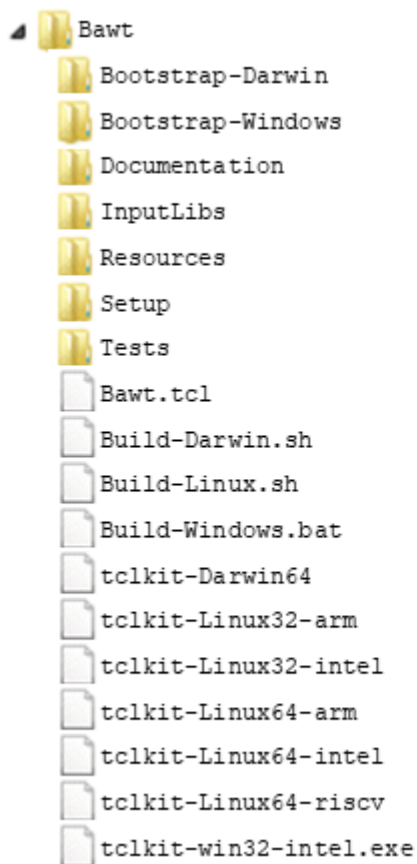 Bawt
Bootstrap-Darwin
Bootstrap-Windows
Documentation
InputLibs
Resources
Setup
Tests
Bawt.tcl
Build-Darwin.sh
Build-Linux.sh
Build-Windows.bat
tclkit-Darwin64
tclkit-Linux32-arm
tclkit-Linux32-intel
tclkit-Linux64-arm
tclkit-Linux64-intel
tclkit-Linux64-riscv
tclkit-win32-intel.exe